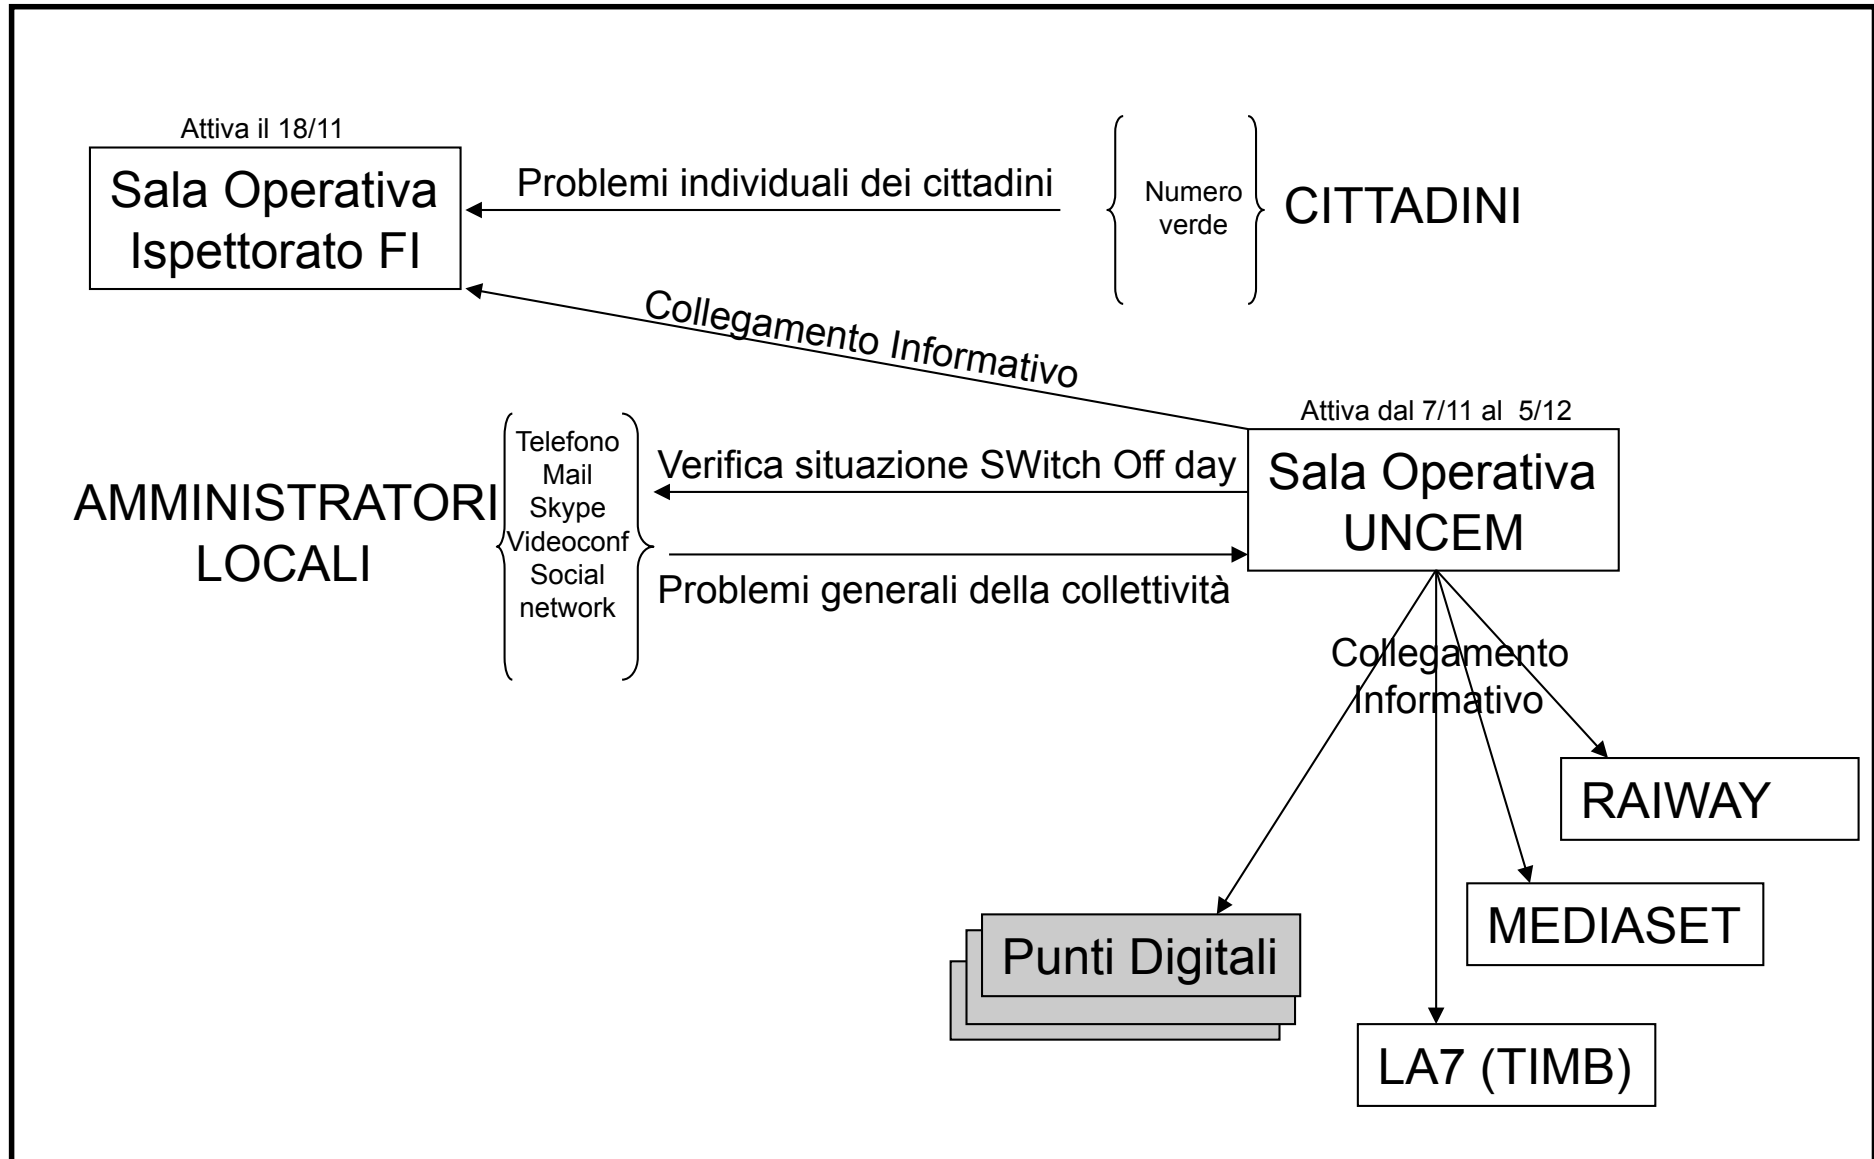 Attiva il 18/11
Sala Operativa
Ispettorato FI
Problemi individuali dei cittadini
Numero
verde
CITTADINI
Collegamento Informativo
AMMINISTRATORI
LOCALI
Telefono
Mail
Skype
Videoconf
Social
network
Verifica situazione SWitch Off day
Problemi generali della collettività
Attiva dal 7/11 al  5/12
Sala Operativa
UNCEM
Collegamento
Informativo
RAIWAY
MEDIASET
Punti Digitali
LA7 (TIMB)